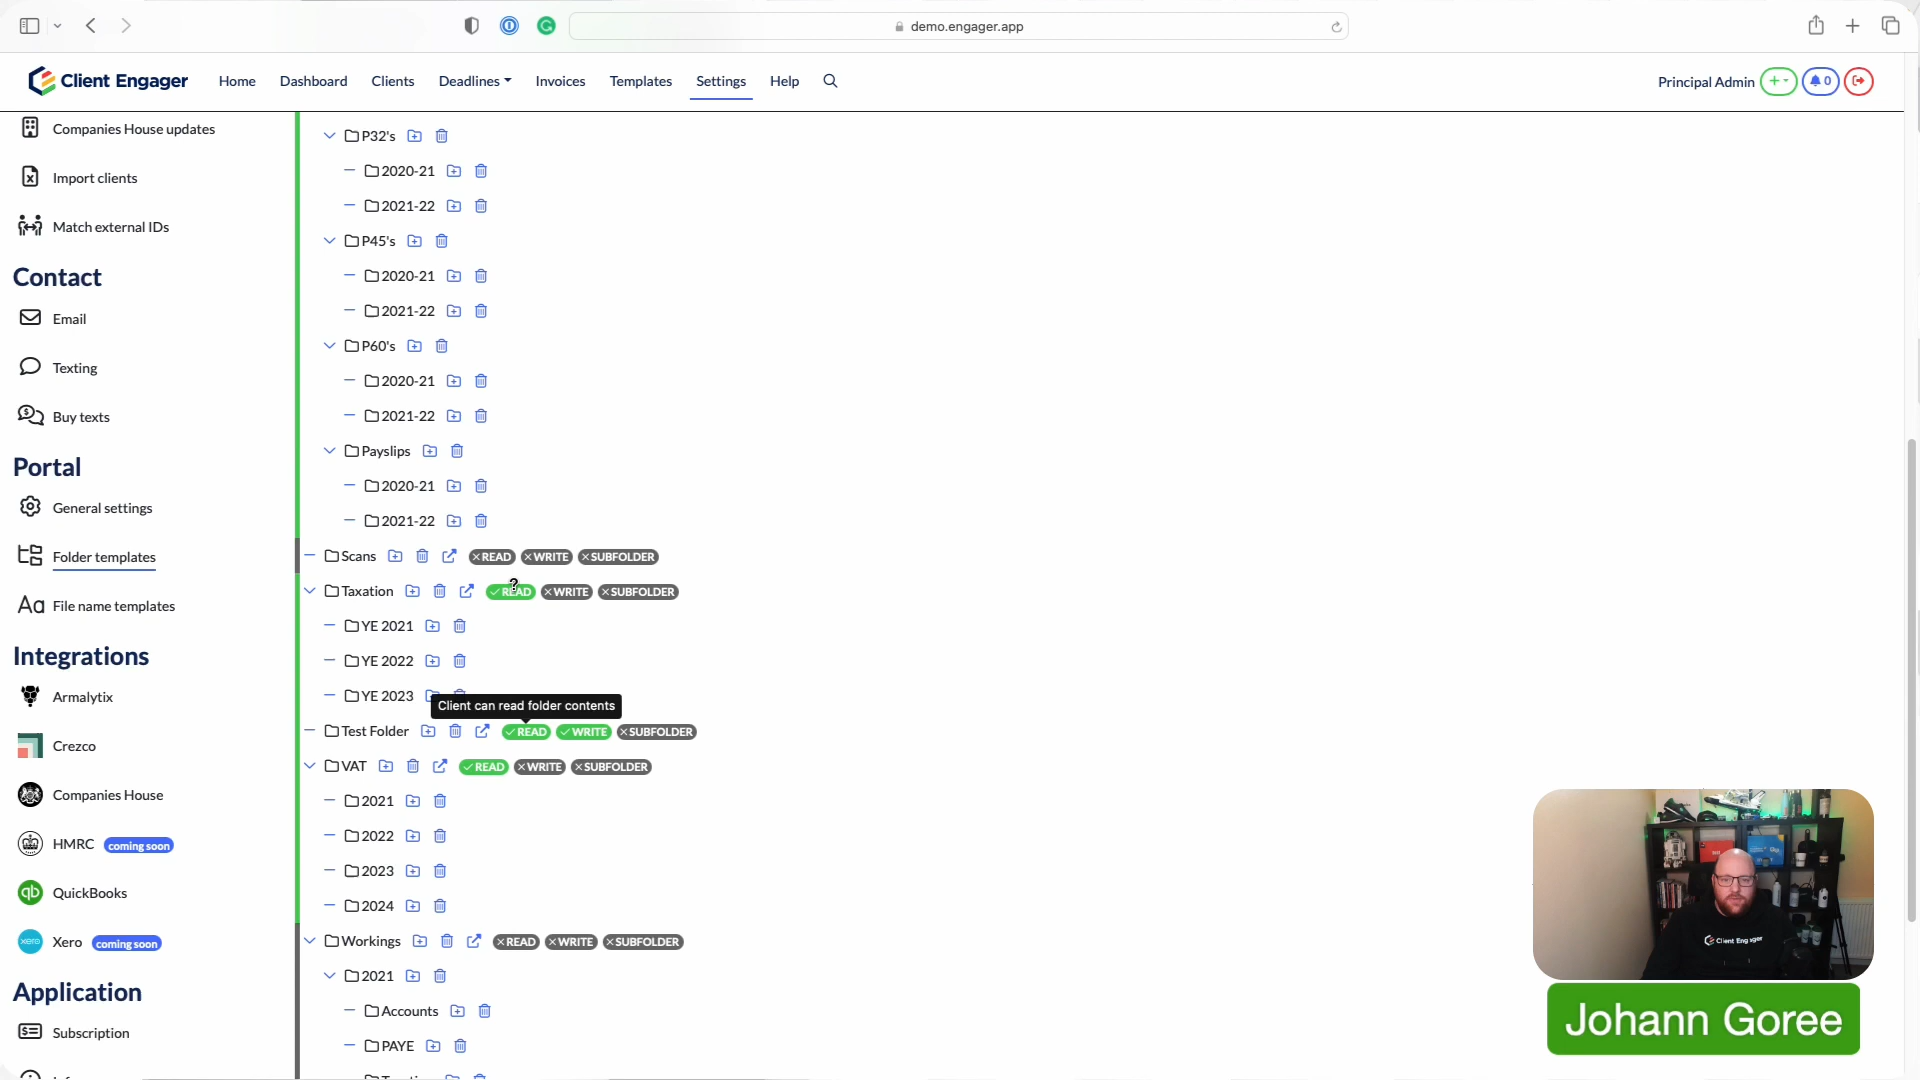 demo.engager.app
Client Engager
Home
Dashboard
Clients
Deadlines
Invoices
Templates
Settings
Help
Principal Admin
+
0
Companies House updates
Import clients
Match external IDs
Contact
Email
Texting
Buy texts
Portal
General settings
Folder templates
Aa File name templates
Integrations
Armalytix
Crezco
Companies House
HMRC coming soon
qb QuickBooks
xero Xero coming soon
Application
Subscription
P32's
2020-21
2021-22
P45's
2020-21
2021-22
P60's
2020-21
2021-22
Payslips
2020-21
2021-22
Scans READ WRITE SUBFOLDER
Taxation READ WRITE SUBFOLDER
YE 2021
YE 2022
YE 2023
Client can read folder contents
Test Folder READ WRITE SUBFOLDER
VAT READ WRITE SUBFOLDER
2021
2022
2023
2024
Workings READ WRITE SUBFOLDER
2021
Accounts
PAYE
Client Engager
Johann Goree